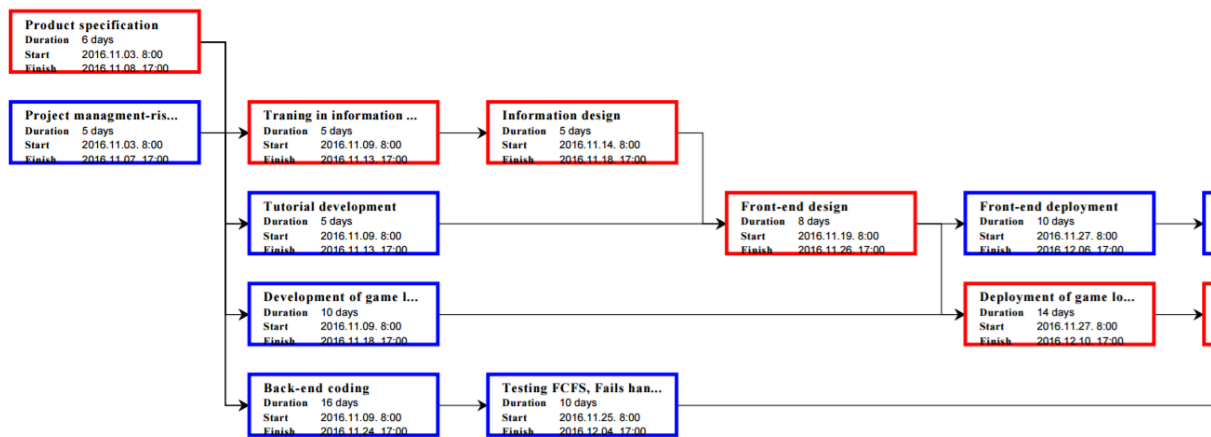 Product specification
Duration 6 days
Start 2016.11.03. 8:00
Finish 2016.11.08. 17:00
Project managment-ris...
Duration 5 days
Start 2016.11.03. 8:00
Finish 2016.11.07. 17:00
Traning in information ...
Duration 5 days
Start 2016.11.09. 8:00
Finish 2016.11.13. 17:00
Information design
Duration 5 days
Start 2016.11.14. 8:00
Finish 2016.11.18. 17:00
Tutorial development
Duration 5 days
Start 2016.11.09. 8:00
Finish 2016.11.13. 17:00
Front-end design
Duration 8 days
Start 2016.11.19. 8:00
Finish 2016.11.26. 17:00
Front-end deployment
Duration 10 days
Start 2016.11.27. 8:00
Finish 2016.12.06. 17:00
Development of game l...
Duration 10 days
Start 2016.11.09. 8:00
Finish 2016.11.18. 17:00
Deployment of game lo...
Duration 14 days
Start 2016.11.27. 8:00
Finish 2016.12.10. 17:00
Back-end coding
Duration 16 days
Start 2016.11.09. 8:00
Finish 2016.11.24. 17:00
Testing FCFS, Fails han...
Duration 10 days
Start 2016.11.25. 8:00
Finish 2016.12.04. 17:00